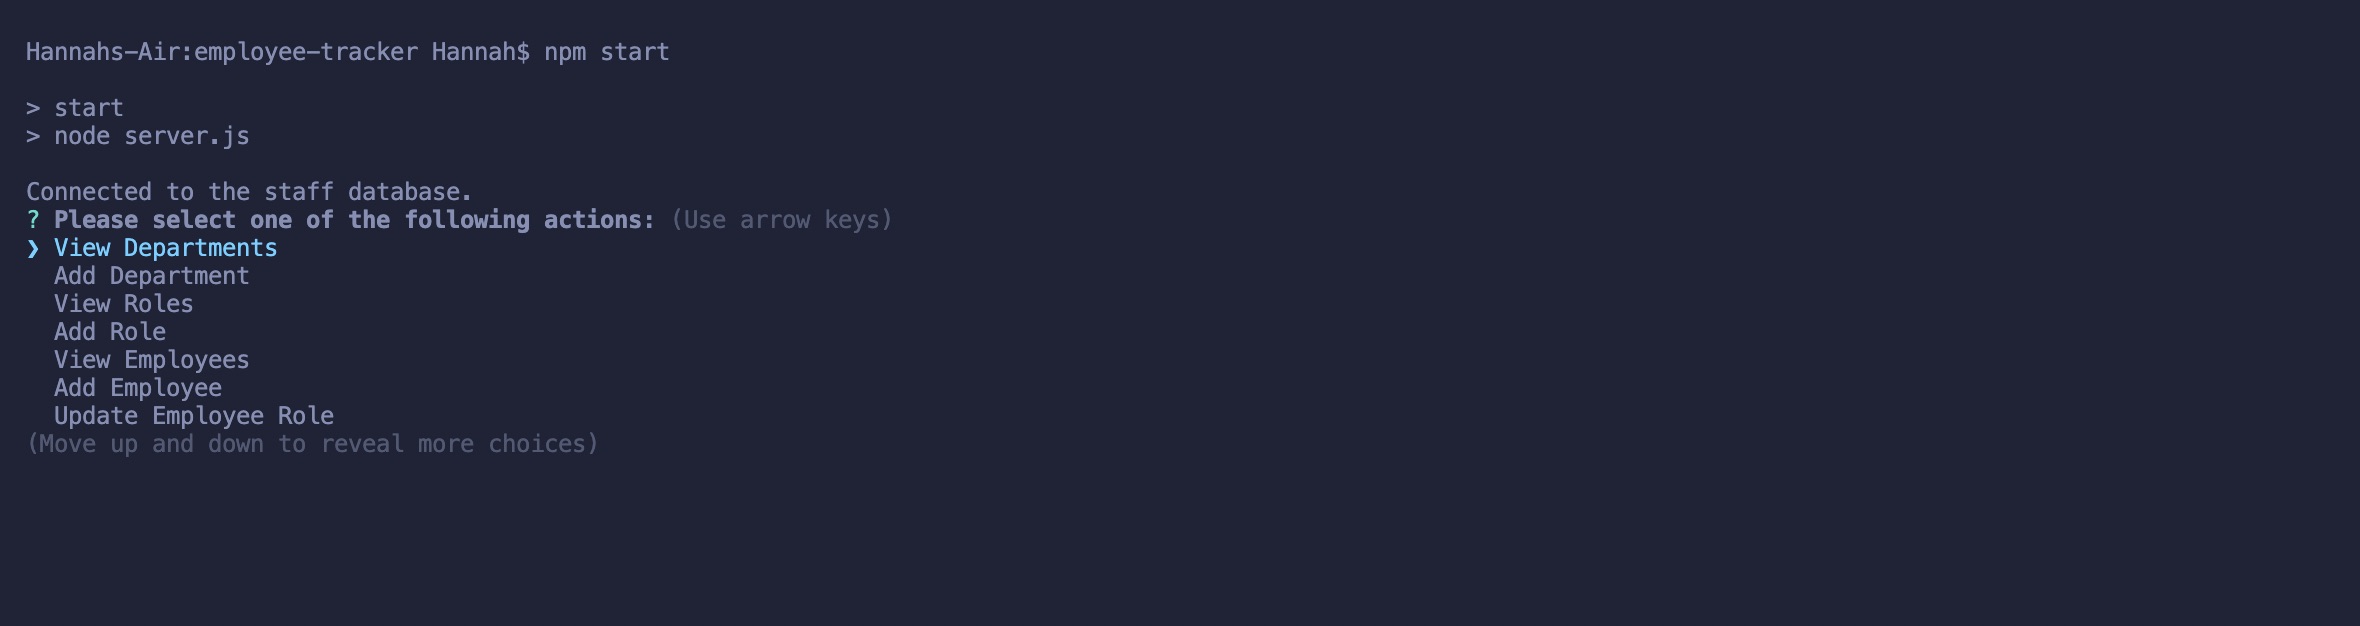 Hannahs-Air:employee-tracker Hannah$ npm start
> start
> node server.js
Connected to the staff database.
? Please select one of the following actions: (Use arrow keys)
❯ View Departments
Add Department
View Roles
Add Role
View Employees
Add Employee
Update Employee Role
(Move up and down to reveal more choices)